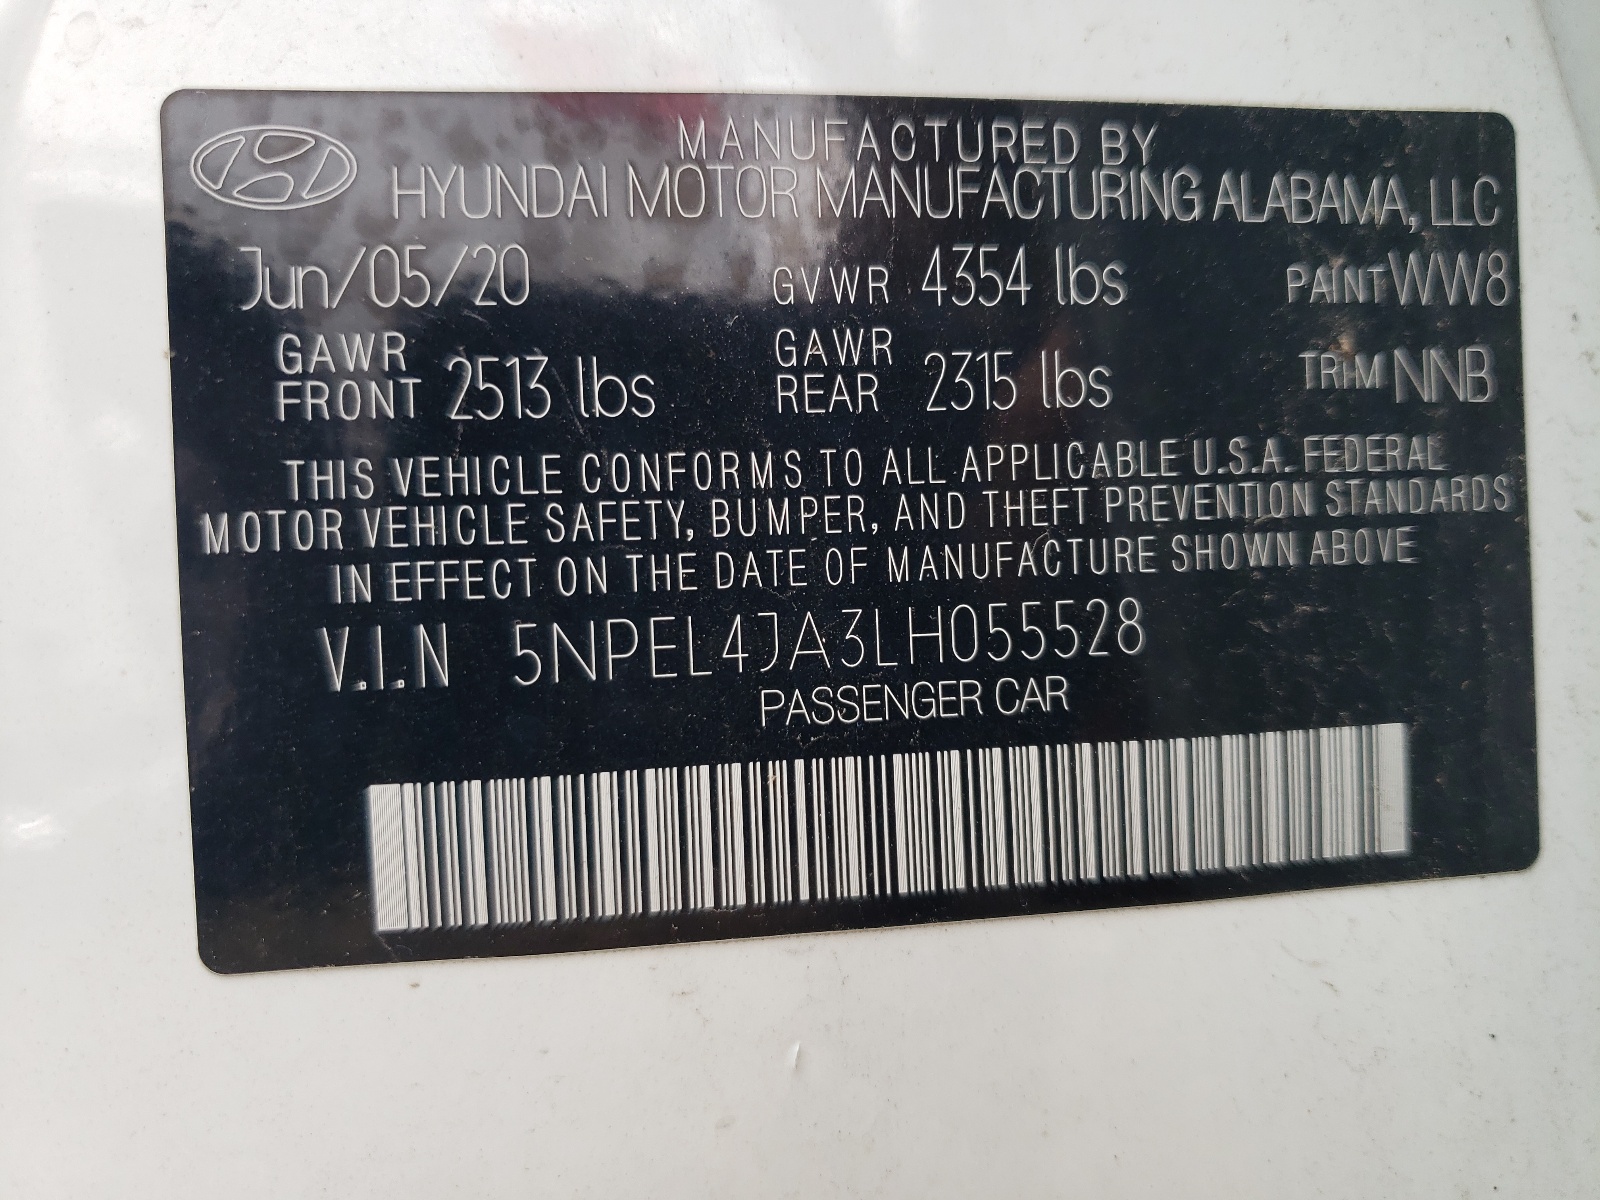 MANUFACTURED BY
HYUNDAI MOTOR MANUFACTURING ALABAMA, LLC
Jun/05/20 GVWR 4354 lbs PAINT WW8
GAWR FRONT 2513 lbs GAWR REAR 2315 lbs TRIM NNB
THIS VEHICLE CONFORMS TO ALL APPLICABLE U.S.A. FEDERAL
MOTOR VEHICLE SAFETY, BUMPER, AND THEFT PREVENTION STANDARDS
IN EFFECT ON THE DATE OF MANUFACTURE SHOWN ABOVE
V.I.N 5NPEL4JA3LH055528
PASSENGER CAR